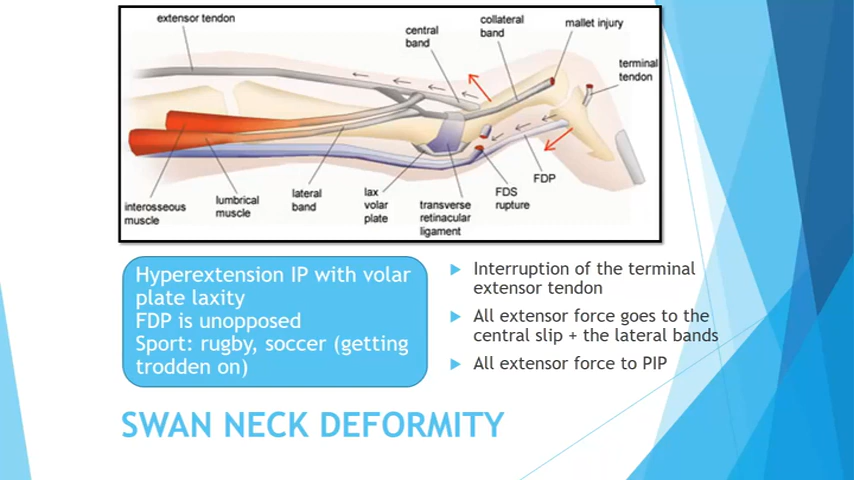 extensor tendon
central
band
collateral
band
mallet injury
terminal
tendon
interosseous
muscle
lumbrical
muscle
lateral
band
lax
volar
plate
transverse
retinacular
ligament
FDS
rupture
FDP
Hyperextension IP with volar
plate laxity
FDP is unopposed
Sport: rugby, soccer (getting
trodden on)
Interruption of the terminal
extensor tendon
All extensor force goes to the
central slip + the lateral bands
All extensor force to PIP
SWAN NECK DEFORMITY